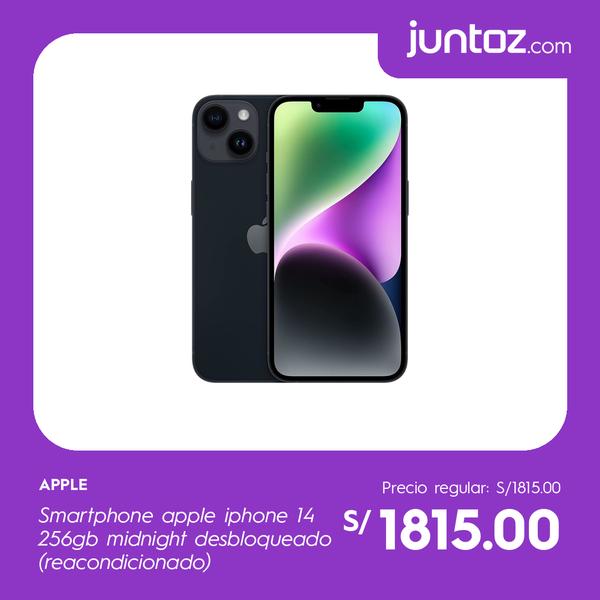 juntoz.com
APPLE
Smartphone apple iphone 14
256gb midnight desbloqueado
(reacondicionado)
Precio regular: S/1815.00
S/ 1815.00